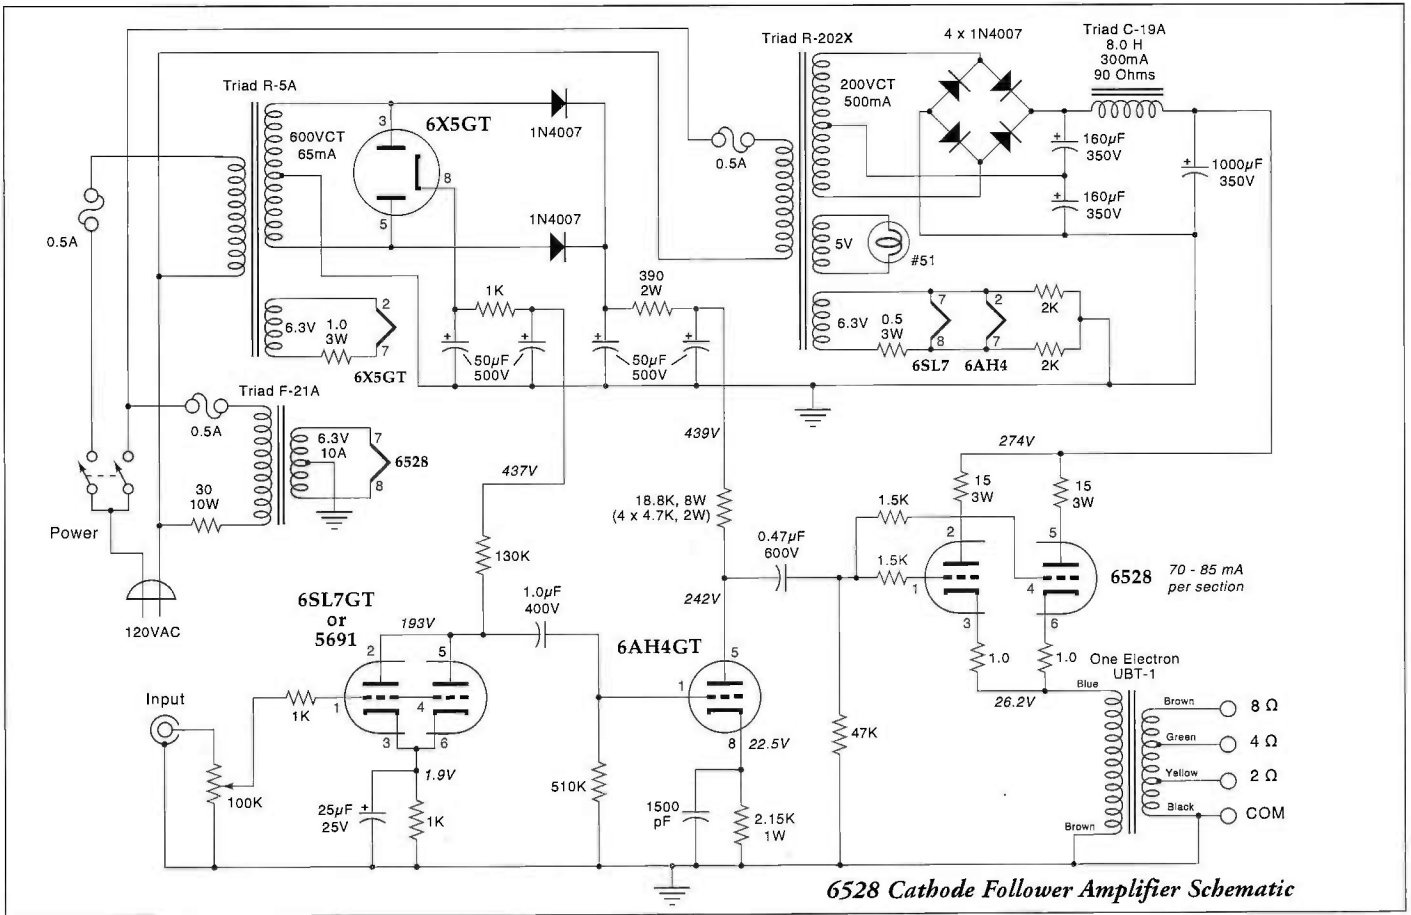 Triad R-5A
600VCT
65mA
3
6X5GT
8
5
1N4007
1N4007
0.5A
6.3V
1.0
3W
2
7
6X5GT
1K
50µF
500V
390
2W
50µF
500V
Triad R-202X
0.5A
200VCT
500mA
4 x 1N4007
Triad C-19A
8.0 H
300mA
90 Ohms
+
160µF
350V
+
160µF
350V
+
1000µF
350V
5V
#51
6.3V
0.5
3W
7
8
6SL7
2
7
6AH4
2K
2K
Triad F-21A
0.5A
6.3V
10A
7
8
6528
30
10W
Power
120VAC
437V
439V
274V
130K
18.8K, 8W
(4 x 4.7K, 2W)
0.47µF
600V
1.5K
1.5K
15
3W
15
3W
2
5
1
4
3
6
6528
70 - 85 mA
per section
1.0
1.0
26.2V
6SL7GT
or
5691
193V
1.0µF
400V
2
5
1
4
3
6
6AH4GT
242V
5
1
8
22.5V
Input
100K
1K
1.9V
+
25µF
25V
1K
510K
1500
pF
2.15K
1W
47K
One Electron
UBT-1
Blue
Brown
Brown
Green
Yellow
Black
8 Ω
4 Ω
2 Ω
COM
6528 Cathode Follower Amplifier Schematic